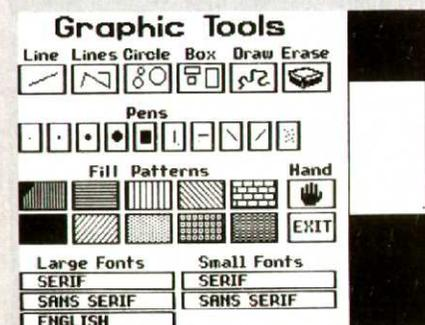 Graphic Tools
Line Lines Circle Box Draw Erase
Pens
Fill Patterns Hand
EXIT
Large Fonts Small Fonts
SERIF SERIF
SANS SERIF SANS SERIF
ENGLISH